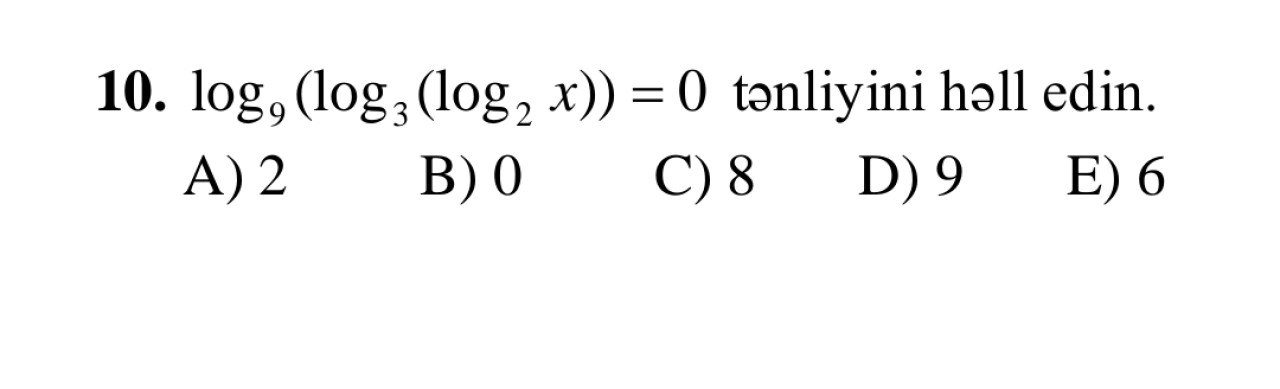 10. log₉(log₃(log₂ x)) = 0 tənliyini həll edin.
A) 2 B) 0 C) 8 D) 9 E) 6